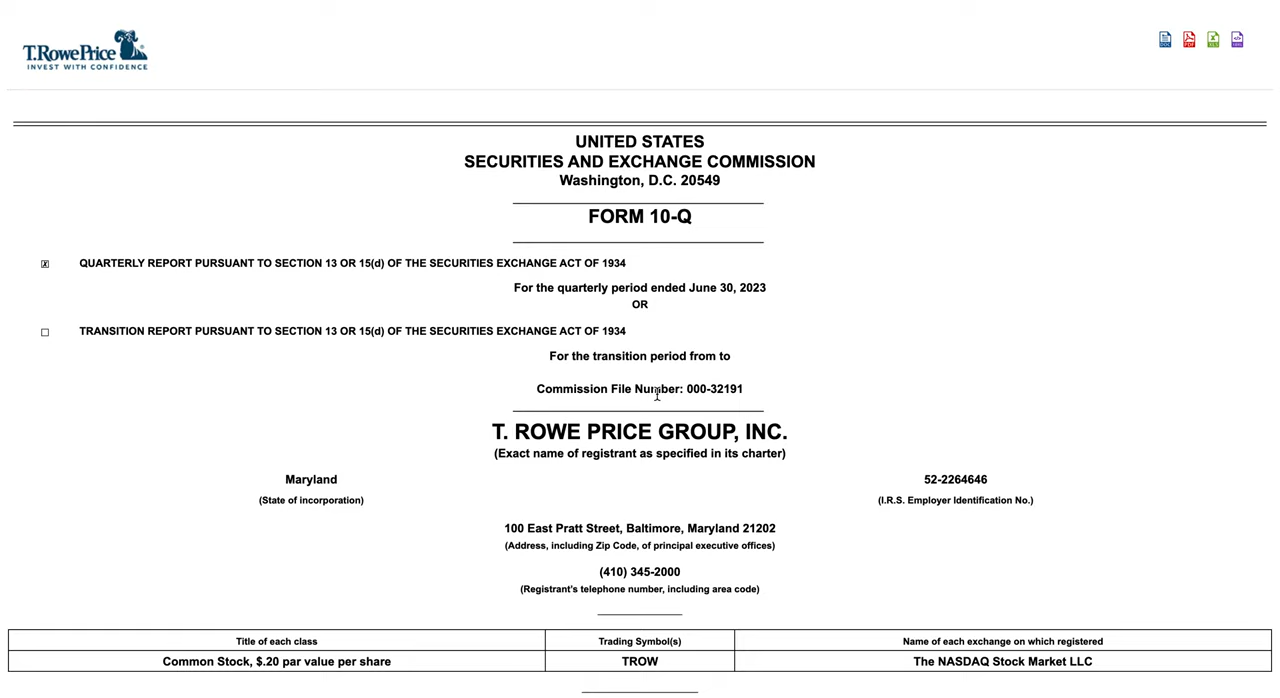 T.RowePrice
INVEST WITH CONFIDENCE
UNITED STATES
SECURITIES AND EXCHANGE COMMISSION
Washington, D.C. 20549
FORM 10-Q
☒ QUARTERLY REPORT PURSUANT TO SECTION 13 OR 15(d) OF THE SECURITIES EXCHANGE ACT OF 1934
For the quarterly period ended June 30, 2023
OR
☐ TRANSITION REPORT PURSUANT TO SECTION 13 OR 15(d) OF THE SECURITIES EXCHANGE ACT OF 1934
For the transition period from to
Commission File Number: 000-32191
T. ROWE PRICE GROUP, INC.
(Exact name of registrant as specified in its charter)
Maryland 52-2264646
(State of incorporation) (I.R.S. Employer Identification No.)
100 East Pratt Street, Baltimore, Maryland 21202
(Address, including Zip Code, of principal executive offices)
(410) 345-2000
(Registrant's telephone number, including area code)
Title of each class Trading Symbol(s) Name of each exchange on which registered
Common Stock, $.20 par value per share TROW The NASDAQ Stock Market LLC